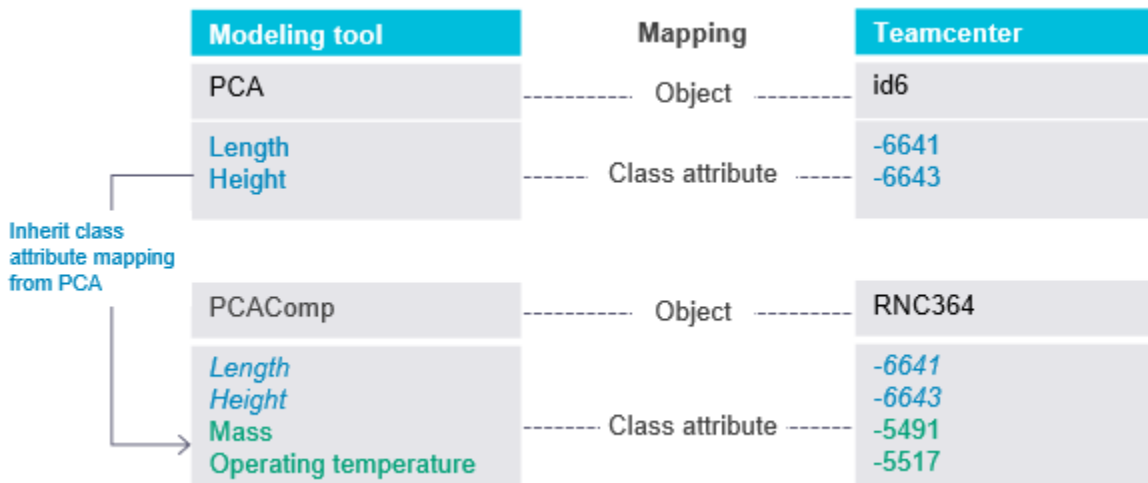 Modeling tool Mapping Teamcenter
PCA Object id6
Length -6641
Height Class attribute -6643
Inherit class
attribute mapping
from PCA
PCAComp Object RNC364
Length -6641
Height -6643
Mass Class attribute -5491
Operating temperature -5517